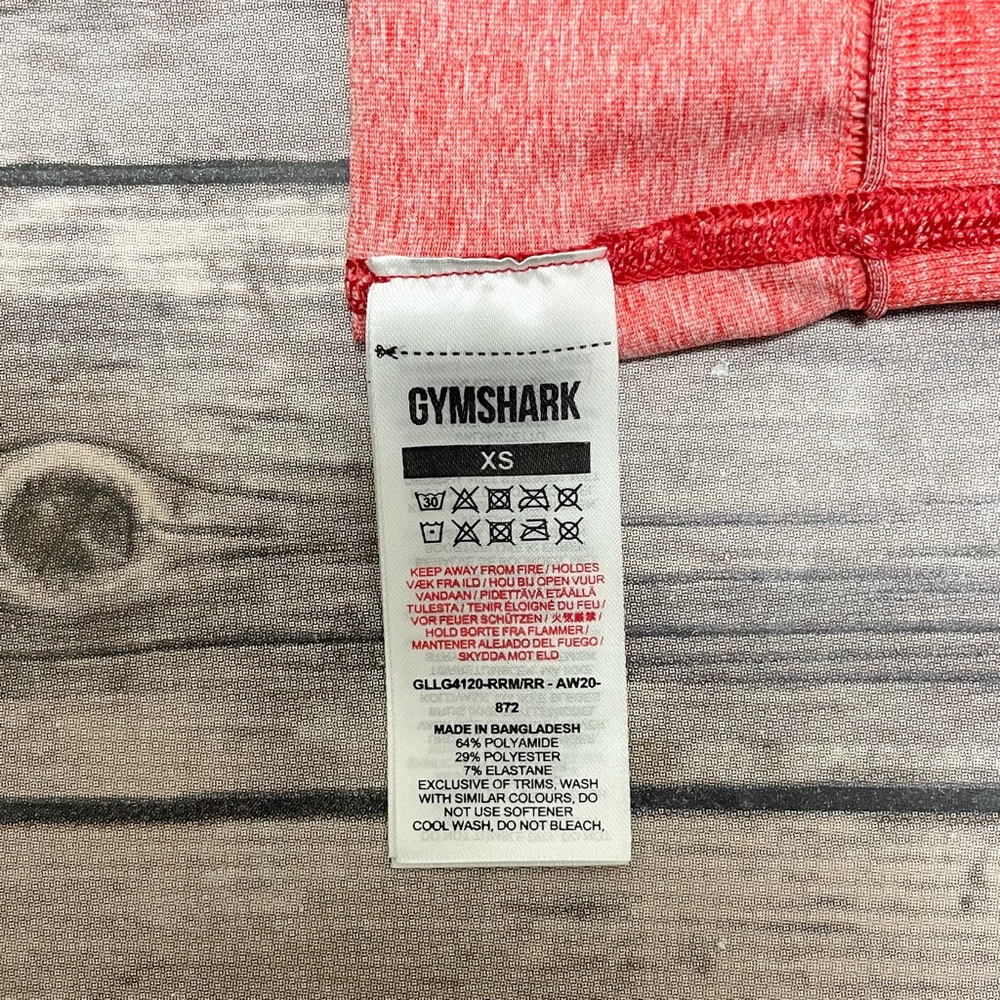 GYMSHARK
XS
30
KEEP AWAY FROM FIRE / HOLDES
VÆK FRA ILD / HOU BIJ OPEN VUUR
VANDAAN / PIDETTÄVÄ ETÄÄLLÄ
TULESTA / TENIR ÉLOIGNÉ DU FEU /
VOR FEUER SCHÜTZEN / 火気厳禁 /
HOLD BORTE FRA FLAMMER /
MANTENER ALEJADO DEL FUEGO /
SKYDDA MOT ELD
GLLG4120-RRM/RR - AW20-
872
MADE IN BANGLADESH
64% POLYAMIDE
29% POLYESTER
7% ELASTANE
EXCLUSIVE OF TRIMS, WASH
WITH SIMILAR COLOURS, DO
NOT USE SOFTENER
COOL WASH, DO NOT BLEACH,